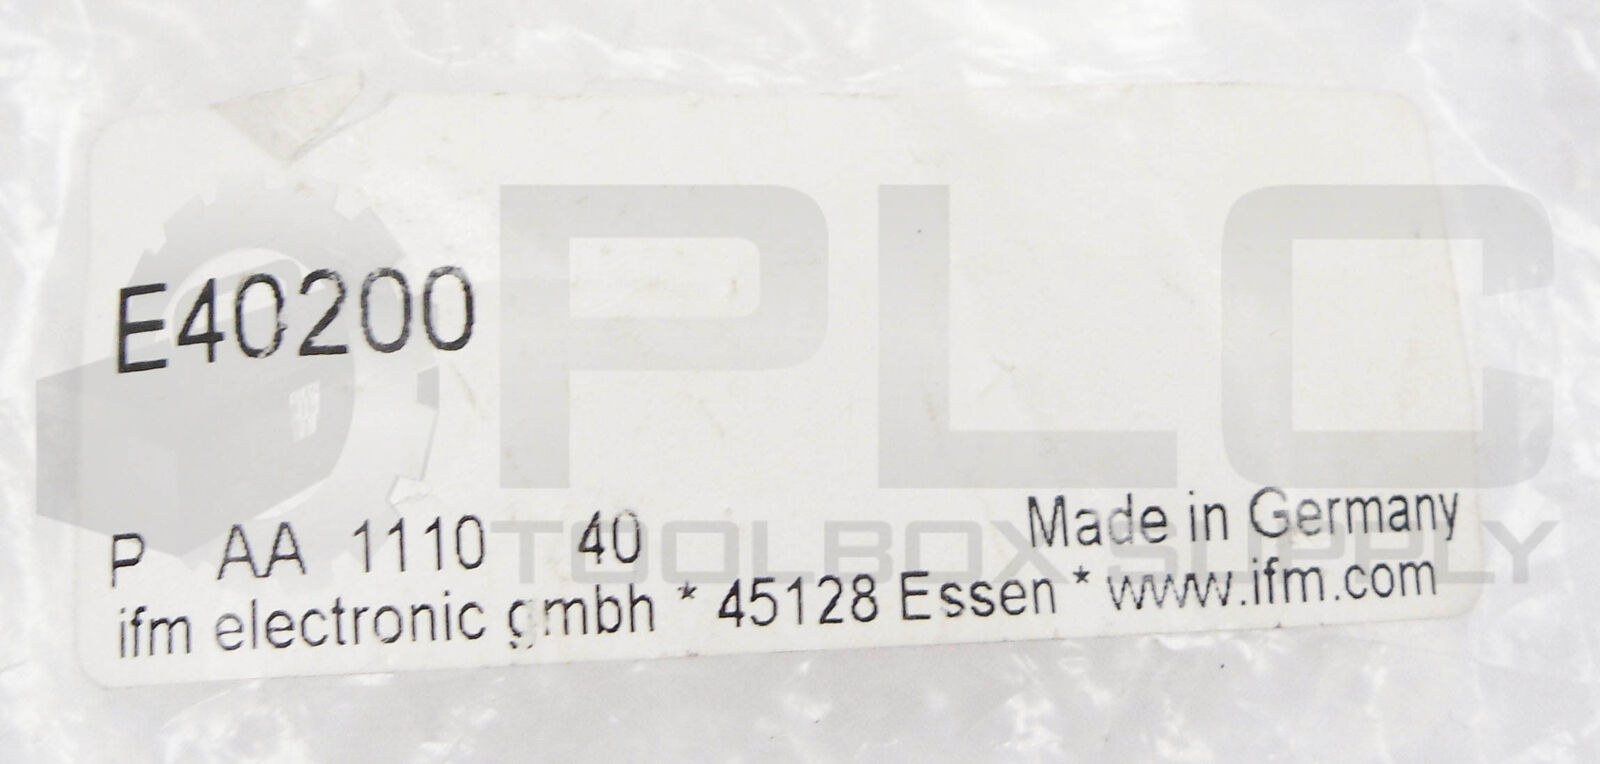 E40200
PLC
TOOLBOX SUPPLY
P AA 1110 40 Made in Germany
ifm electronic gmbh * 45128 Essen * www.ifm.com